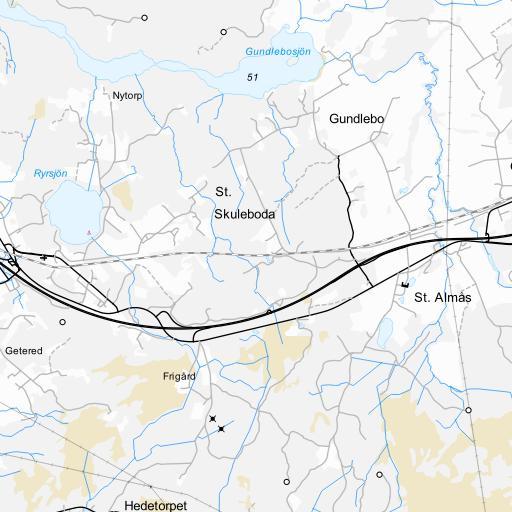 Gundlebosjön
51
Nytorp
Gundlebo
Ryrsjön
St.
Skuleboda
St. Almås
Getered
Frigård
Hedetorpet